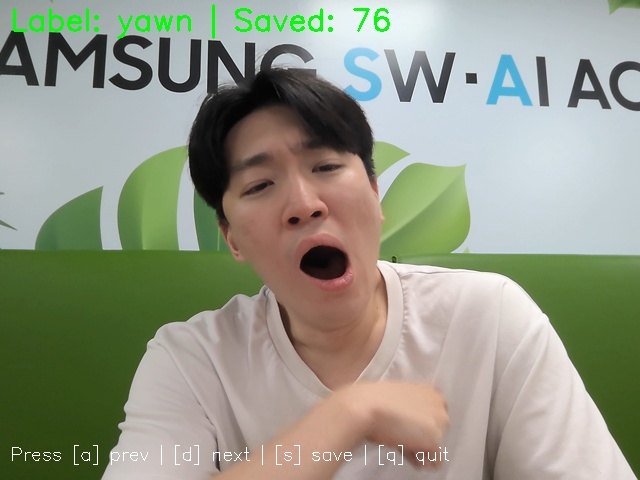 Label: yawn | Saved: 76
AMSUNG SW·AI AC
Press [a] prev | [d] next | [s] save | [q] quit